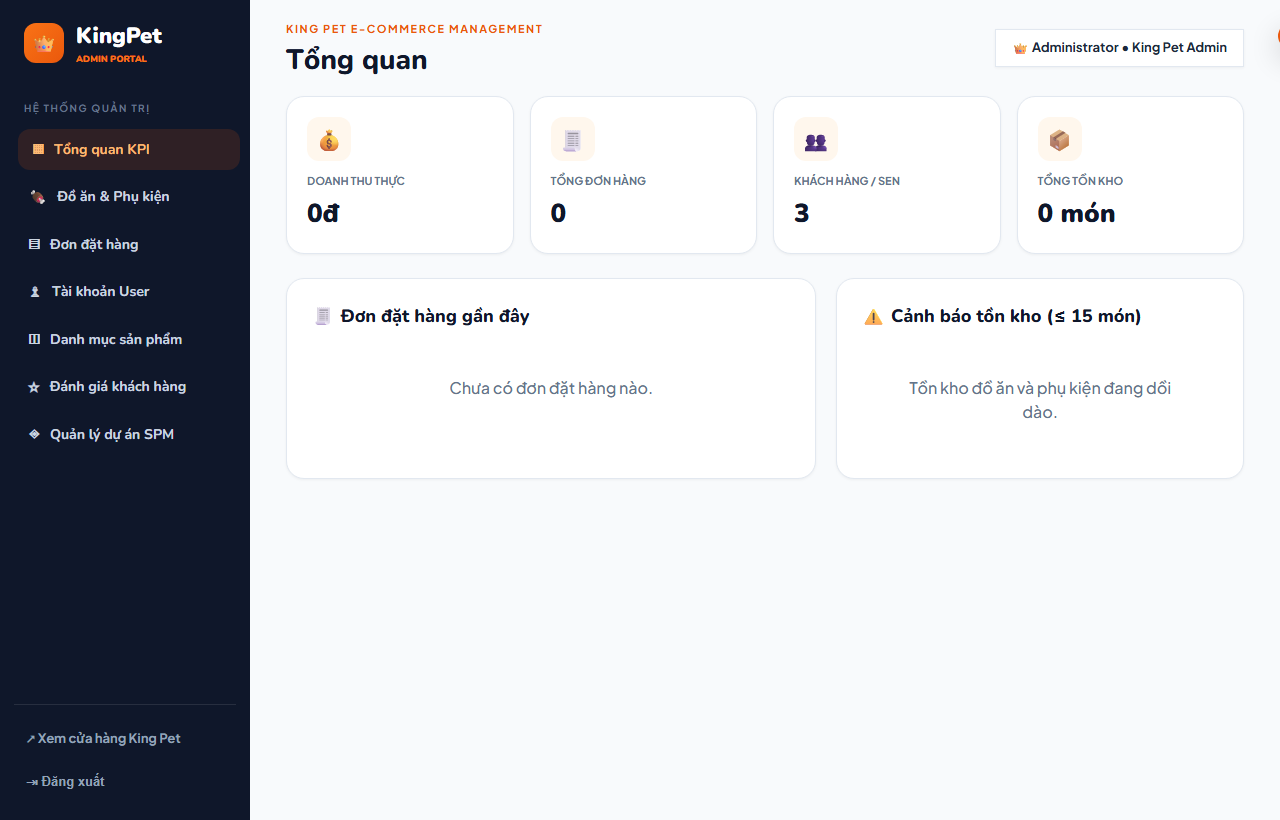 KingPet
ADMIN PORTAL
HỆ THỐNG QUẢN TRỊ
Tổng quan KPI
Đồ ăn & Phụ kiện
Đơn đặt hàng
Tài khoản User
Danh mục sản phẩm
Đánh giá khách hàng
Quản lý dự án SPM
↗ Xem cửa hàng King Pet
⇥ Đăng xuất
KING PET E-COMMERCE MANAGEMENT
Tổng quan
👑 Administrator • King Pet Admin
DOANH THU THỰC
0đ
TỔNG ĐƠN HÀNG
0
KHÁCH HÀNG / SEN
3
TỔNG TỒN KHO
0 món
Đơn đặt hàng gần đây
Chưa có đơn đặt hàng nào.
⚠️ Cảnh báo tồn kho (≤ 15 món)
Tồn kho đồ ăn và phụ kiện đang dồi
dào.